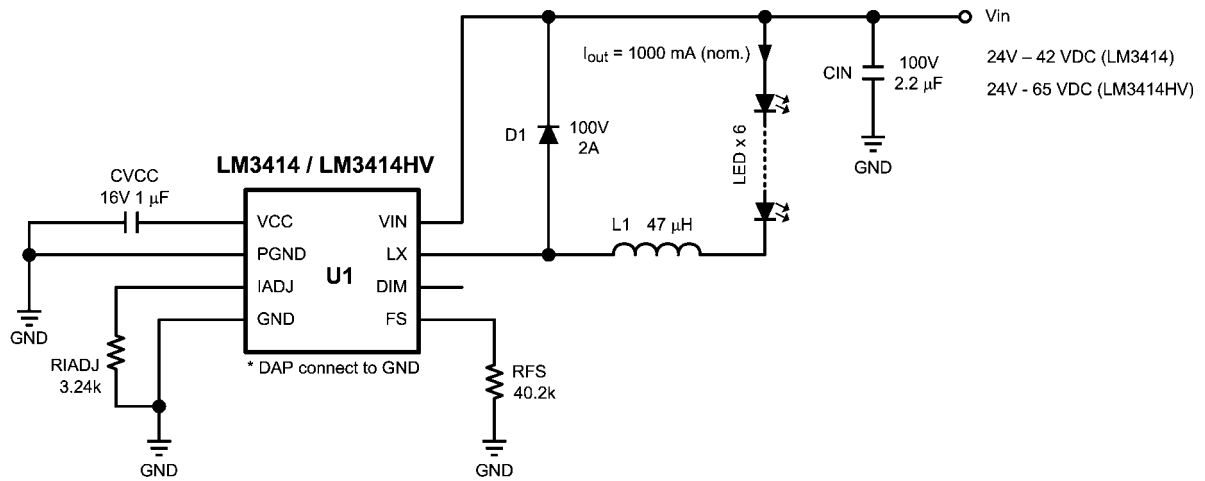 Vin
I_out = 1000 mA (nom.)
24V – 42 VDC (LM3414)
24V - 65 VDC (LM3414HV)
CIN
100V
2.2 μF
GND
D1
100V
2A
LED x 6
LM3414 / LM3414HV
CVCC
16V 1 μF
VCC
VIN
L1 47 μH
PGND
LX
U1
IADJ
DIM
GND
FS
GND
* DAP connect to GND
RIADJ
3.24k
RFS
40.2k
GND
GND